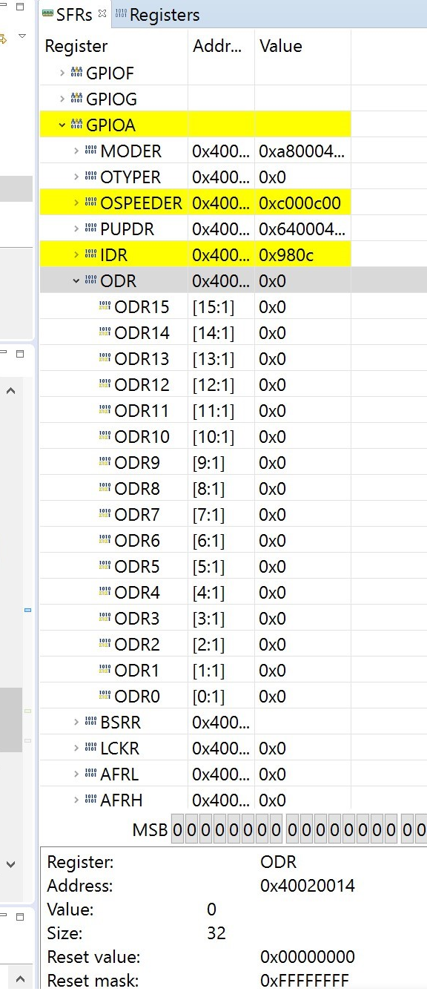 SFRs Registers
Register Addr... Value
GPIOF
GPIOG
GPIOA
MODER 0x400... 0xa80004...
OTYPER 0x400... 0x0
OSPEEDER 0x400... 0xc000c00
PUPDR 0x400... 0x640004...
IDR 0x400... 0x980c
ODR 0x400... 0x0
ODR15 [15:1] 0x0
ODR14 [14:1] 0x0
ODR13 [13:1] 0x0
ODR12 [12:1] 0x0
ODR11 [11:1] 0x0
ODR10 [10:1] 0x0
ODR9 [9:1] 0x0
ODR8 [8:1] 0x0
ODR7 [7:1] 0x0
ODR6 [6:1] 0x0
ODR5 [5:1] 0x0
ODR4 [4:1] 0x0
ODR3 [3:1] 0x0
ODR2 [2:1] 0x0
ODR1 [1:1] 0x0
ODR0 [0:1] 0x0
BSRR 0x400...
LCKR 0x400... 0x0
AFRL 0x400... 0x0
AFRH 0x400... 0x0
MSB 0 0 0 0 0 0 0 0 0 0 0 0 0 0 0 0 0 0
Register: ODR
Address: 0x40020014
Value: 0
Size: 32
Reset value: 0x00000000
Reset mask: 0xFFFFFFFF